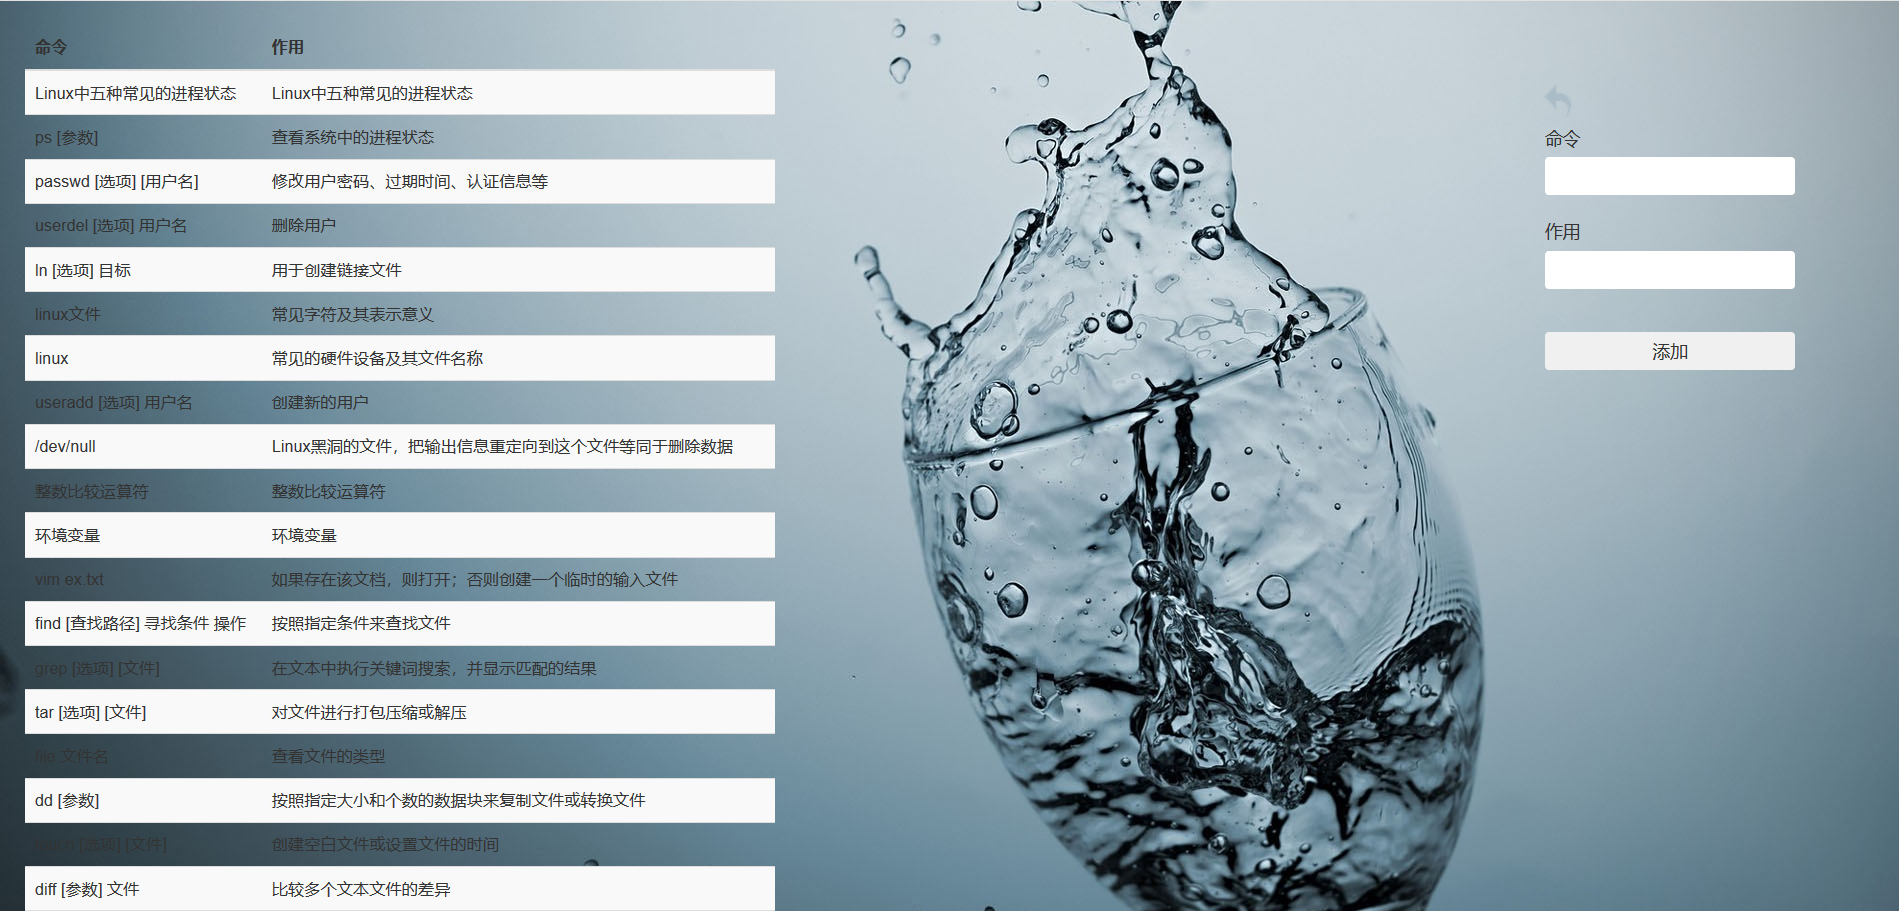 命令 作用
Linux中五种常见的进程状态 Linux中五种常见的进程状态
ps [参数] 查看系统中的进程状态
passwd [选项] [用户名] 修改用户密码、过期时间、认证信息等
userdel [选项] 用户名 删除用户
ln [选项] 目标 用于创建链接文件
linux文件 常见字符及其表示意义
linux 常见的硬件设备及其文件名称
useradd [选项] 用户名 创建新的用户
/dev/null Linux黑洞的文件，把输出信息重定向到这个文件等同于删除数据
整数比较运算符 整数比较运算符
环境变量 环境变量
vim ex.txt 如果存在该文档，则打开；否则创建一个临时的输入文件
find [查找路径] 寻找条件 操作 按照指定条件来查找文件
grep [选项] [文件] 在文本中执行关键词搜索，并显示匹配的结果
tar [选项] [文件] 对文件进行打包压缩或解压
file 文件名 查看文件的类型
dd [参数] 按照指定大小和个数的数据块来复制文件或转换文件
[选项] [文件] 创建空白文件或设置文件的时间
diff [参数] 文件 比较多个文本文件的差异
命令
作用
添加